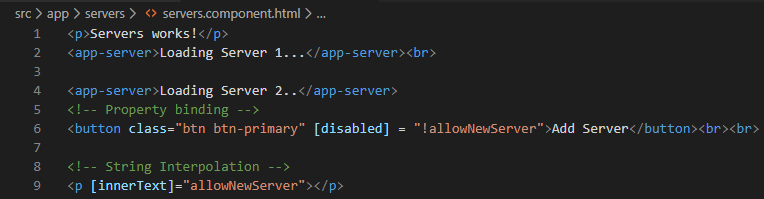 src > app > servers > <> servers.component.html > ...
1 <p>Servers works!</p>
2 <app-server>Loading Server 1...</app-server><br>
3
4 <app-server>Loading Server 2..</app-server>
5 <!-- Property binding -->
6 <button class="btn btn-primary" [disabled] = "!allowNewServer">Add Server</button><br><br>
7
8 <!-- String Interpolation -->
9 <p [innerText]="allowNewServer"></p>